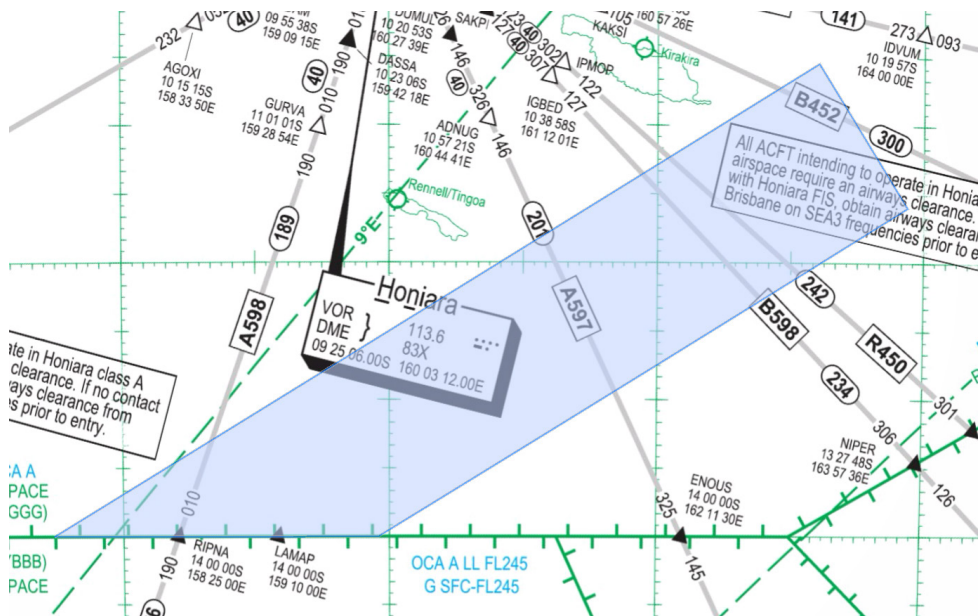 232
40
09 55 38S
159 09 15E
AGOXI
10 15 15S
158 33 50E
GURVA
11 01 01S
159 28 54E
40
190
010
190
DUMUL
10 20 53S
160 27 39E
DASSA
10 23 06S
159 42 18E
SAKPI
146
40
326
ADNUG
10 57 21S
160 44 41E
146
127
40
302
307
IPMOP
122
127
IGBED
10 38 58S
161 12 01E
105
160 57 26E
KAKSI
Kirakira
141
273
093
IDVUM
10 19 57S
164 00 00E
B452
300
All ACFT intending to operate in Honia
airspace require an airways clearance.
with Honiara FIS, obtain airways clearan
Brisbane on SEA3 frequencies prior to e
Rennell/Tingoa
9°E
189
201
A598
A597
Honiara
VOR
DME
113.6
83X
09 25 06.00S 160 03 12.00E
242
B598
R450
234
301
306
126
NIPER
13 27 48S
163 57 36E
ate in Honiara class A
clearance. If no contact
ays clearance from
s prior to entry.
CA A
PACE
GGG)
BBB)
PACE
010
190
RIPNA
14 00 00S
158 25 00E
LAMAP
14 00 00S
159 10 00E
OCA A LL FL245
G SFC-FL245
ENOUS
14 00 00S
162 11 30E
325
145